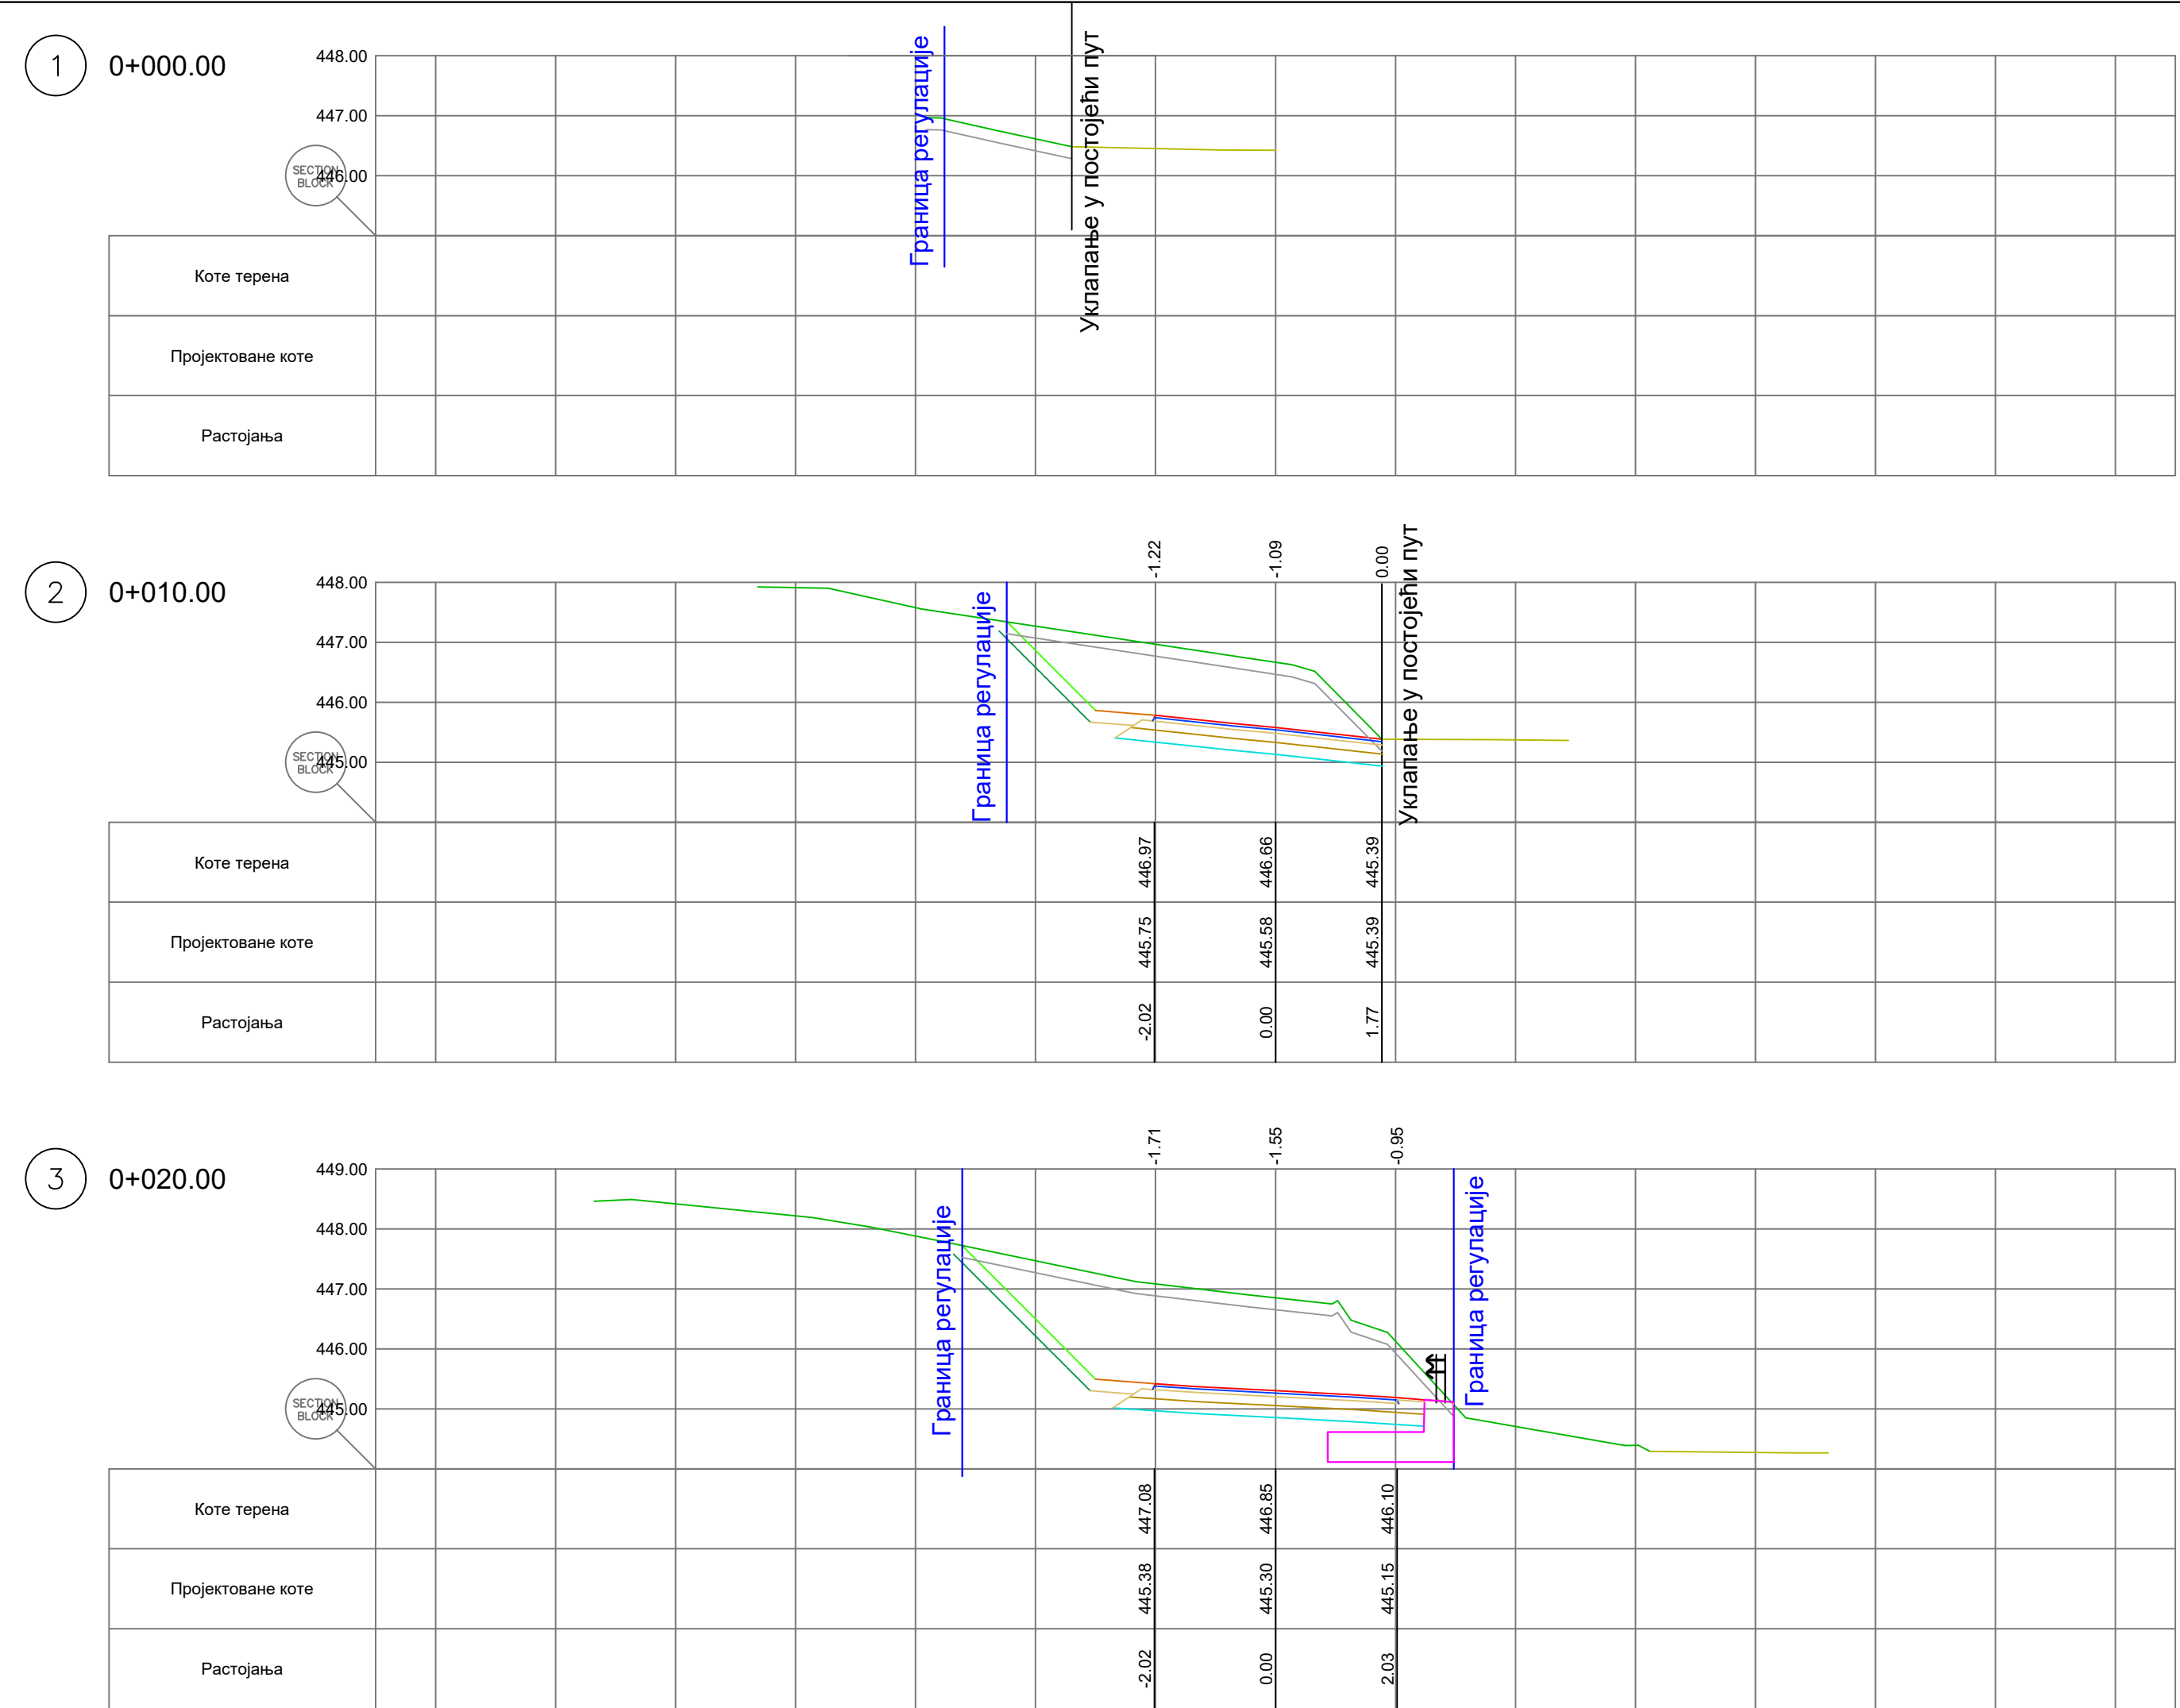 1
0+000.00
448.00
447.00
446.00
SECTION
BLOCK
Граница регулације
Уклапање у постојећи пут
Коте терена
Пројектоване коте
Растојања
2
0+010.00
-1.22
-1.09
0.00
448.00
447.00
446.00
445.00
SECTION
BLOCK
Граница регулације
Уклапање у постојећи пут
Коте терена
446.97
446.66
445.39
Пројектоване коте
445.75
445.58
445.39
Растојања
-2.02
0.00
1.77
3
0+020.00
-1.71
-1.55
-0.95
449.00
448.00
447.00
446.00
445.00
SECTION
BLOCK
Граница регулације
Граница регулације
Коте терена
447.08
446.85
446.10
Пројектоване коте
445.38
445.30
445.15
Растојања
-2.02
0.00
2.03